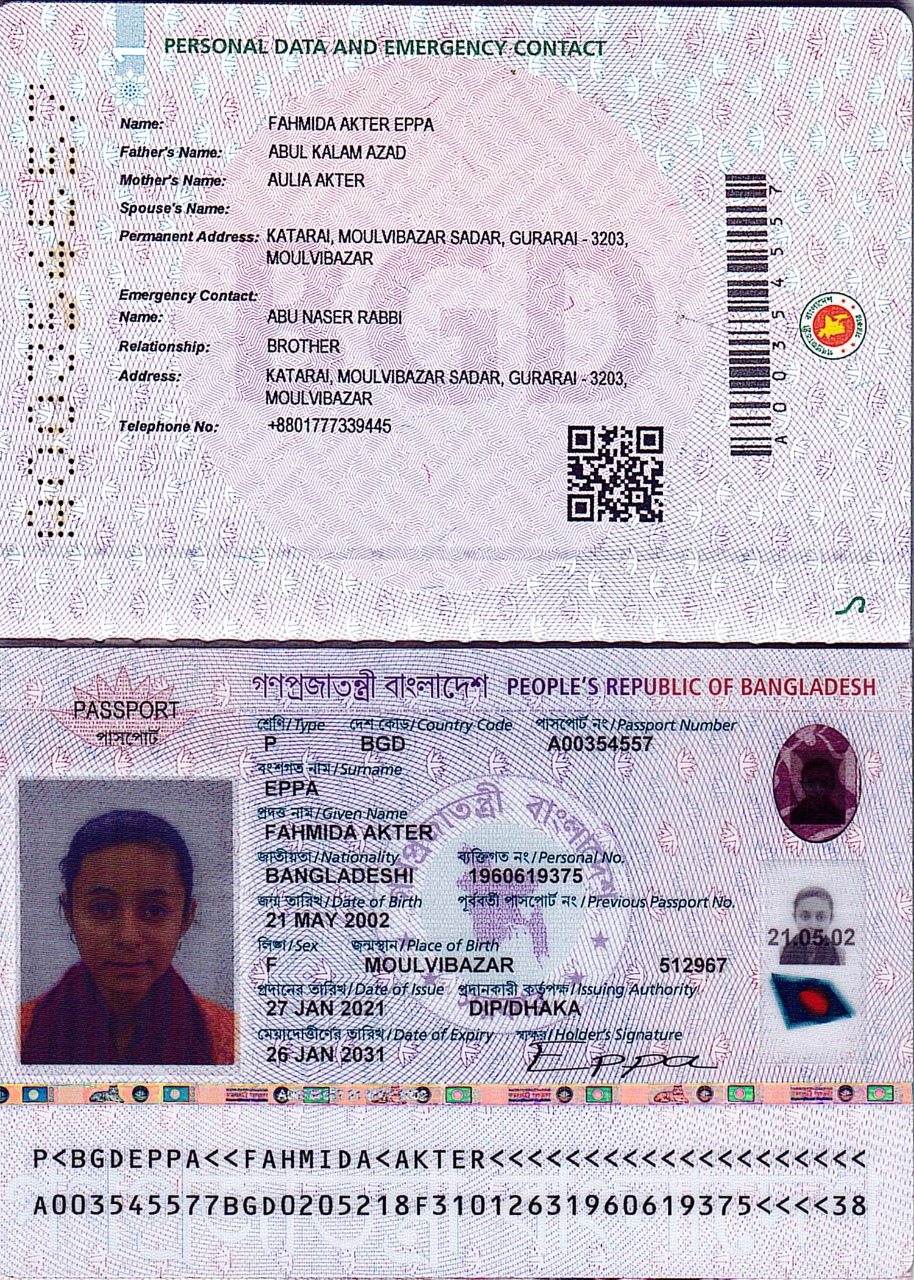 1
PERSONAL DATA AND EMERGENCY CONTACT
Name: FAHMIDA AKTER EPPA
Father's Name: ABUL KALAM AZAD
Mother's Name: AULIA AKTER
Spouse's Name:
Permanent Address: KATARAI, MOULVIBAZAR SADAR, GURARAI - 3203,
MOULVIBAZAR
Emergency Contact:
Name: ABU NASER RABBI
Relationship: BROTHER
Address: KATARAI, MOULVIBAZAR SADAR, GURARAI - 3203,
MOULVIBAZAR
Telephone No: +8801777339445
A00354557
A00354557
গণপ্রজাতন্ত্রী বাংলাদেশ PEOPLE'S REPUBLIC OF BANGLADESH
PASSPORT
পাসপোর্ট
শ্রেণি/Type দেশ কোড/Country Code পাসপোর্ট নং/Passport Number
P BGD A00354557
বংশগত নাম/Surname
EPPA
প্রদত্ত নাম/Given Name
FAHMIDA AKTER
জাতীয়তা/Nationality ব্যক্তিগত নং/Personal No.
BANGLADESHI 1960619375
জন্ম তারিখ/Date of Birth পূর্ববর্তী পাসপোর্ট নং/Previous Passport No.
21 MAY 2002
লিঙ্গ/Sex জন্মস্থান/Place of Birth
F MOULVIBAZAR 512967
প্রদানের তারিখ/Date of Issue প্রদানকারী কর্তৃপক্ষ/Issuing Authority
27 JAN 2021 DIP/DHAKA
মেয়াদোত্তীর্ণের তারিখ/Date of Expiry স্বাক্ষর/Holder's Signature
26 JAN 2031 Eppa
21.05.02
P<BGDEPPA<<FAHMIDA<AKTER<<<<<<<<<<<<<<<<<<<<
A003545577BGD0205218F31012631960619375<<<<38